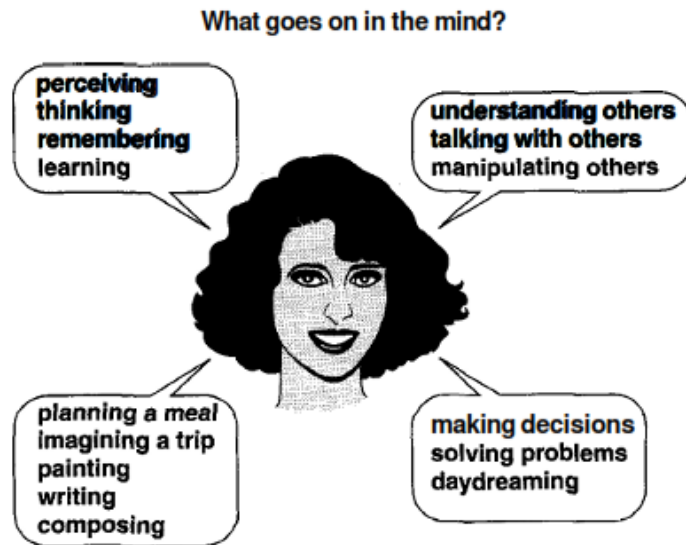 What goes on in the mind?
perceiving
thinking
remembering
learning
understanding others
talking with others
manipulating others
planning a meal
imagining a trip
painting
writing
composing
making decisions
solving problems
daydreaming